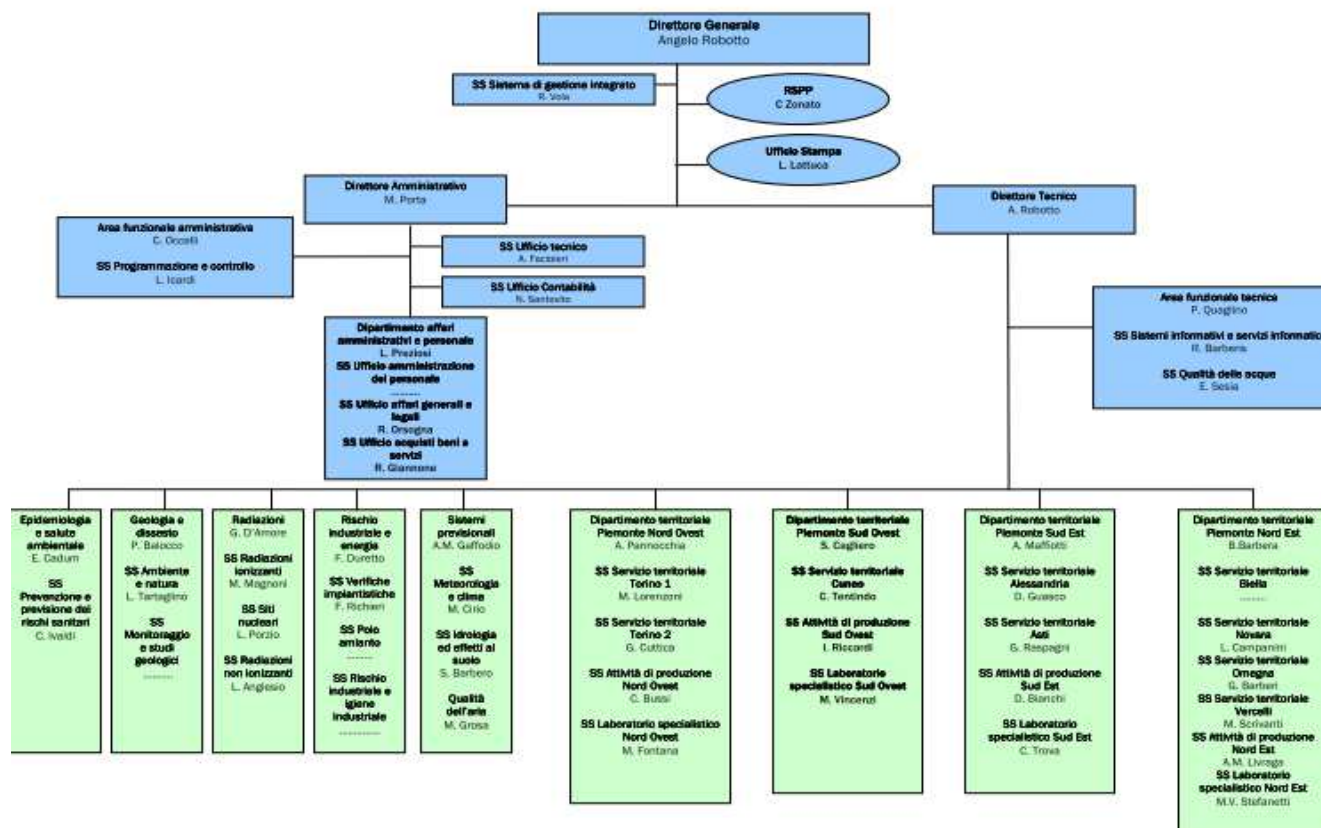 Direttore Generale
Angelo Robotto
SS Sistema di gestione integrato
R. Vola
RSPP
C Zonato
Ufficio Stampa
L. Lattuca
Direttore Amministrativo
M. Porta
Direttore Tecnico
A. Robotto
Area funzionale amministrativa
C. Occelli
SS Programmazione e controllo
L. Icardi
SS Ufficio tecnico
SS Ufficio Contabilità
N. Santovito
Dipartimento affari
amministrativi e personale
L. Preziosi
SS Ufficio amministrazione
del personale
..........
SS Ufficio affari generali e
legali
R. Orsogna
SS Ufficio acquisti beni e
servizi
R. Giannone
Area funzionale tecnica
P. Quaglino
SS Sistemi informativi e servizi informatic
R. Barberis
SS Qualità delle acque
E. Sesia
Epidemiologia
e salute
ambientale
E. Cadum
SS
Prevenzione e
previsione dei
rischi sanitari
C. Ivaldi
Geologia e
dissesto
P. Balocco
SS Ambiente
e natura
L. Tartaglino
SS
Monitoraggio
e studi
geologici
..........
Radiazioni
G. D'Amore
SS Radiazioni
ionizzanti
M. Magnoni
SS Siti
nucleari
L. Porzio
SS Radiazioni
non ionizzanti
L. Anglesio
Rischio
industriale e
energia
F. Duretto
SS Verifiche
impiantistiche
F. Richieri
SS Polo
amianto
..........
SS Rischio
industriale e
igiene
industriale
............
Sistemi
previsionali
A.M. Gaffodio
SS
Meteorologia
e clima
M. Cirio
SS Idrologia
ed effetti al
suolo
S. Barbero
Qualità
dell'aria
M. Grosa
Dipartimento territoriale
Piemonte Nord Ovest
A. Pannocchia
SS Servizio territoriale
Torino 1
M. Lorenzoni
SS Servizio territoriale
Torino 2
G. Cuttica
SS Attività di produzione
Nord Ovest
C. Bussi
SS Laboratorio specialistico
Nord Ovest
M. Fontana
Dipartimento territoriale
Piemonte Sud Ovest
S. Cagliero
SS Servizio territoriale
Cuneo
C. Tentindo
SS Attività di produzione
Sud Ovest
I. Riccardi
SS Laboratorio
specialistico Sud Ovest
M. Vincenzi
Dipartimento territoriale
Piemonte Sud Est
A. Maffiotti
SS Servizio territoriale
Alessandria
D. Guasco
SS Servizio territoriale
Asti
G. Raspagni
SS Attività di produzione
Sud Est
D. Bianchi
SS Laboratorio
specialistico Sud Est
C. Trova
Dipartimento territoriale
Piemonte Nord Est
B.Barbera
SS Servizio territoriale
Biella
........
SS Servizio territoriale
Novara
L. Campanini
SS Servizio territoriale
Omegna
G. Barberi
SS Servizio territoriale
Vercelli
M. Scrivanti
SS Attività di produzione
Nord Est
A.M. Livraga
SS Laboratorio
specialistico Nord Est
M.V. Stefanetti